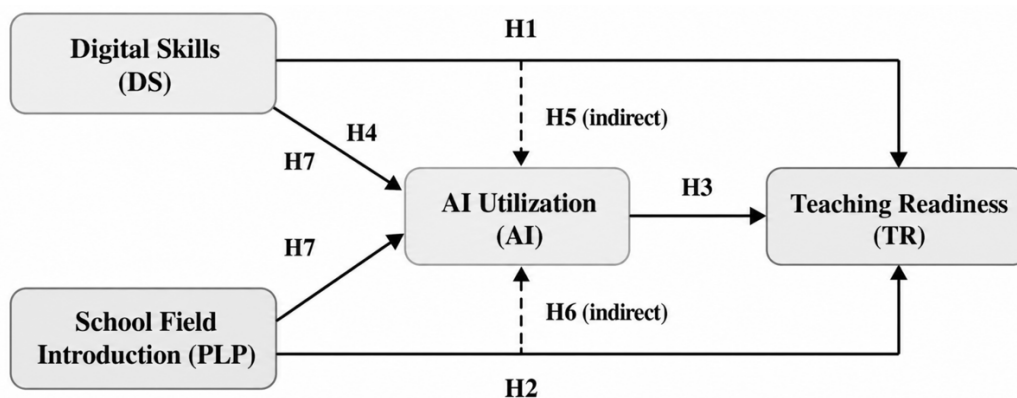 H1
Digital Skills
(DS)
H5 (indirect)
H4
H7
AI Utilization
(AI)
H3
Teaching Readiness
(TR)
H7
School Field
Introduction (PLP)
H6 (indirect)
H2